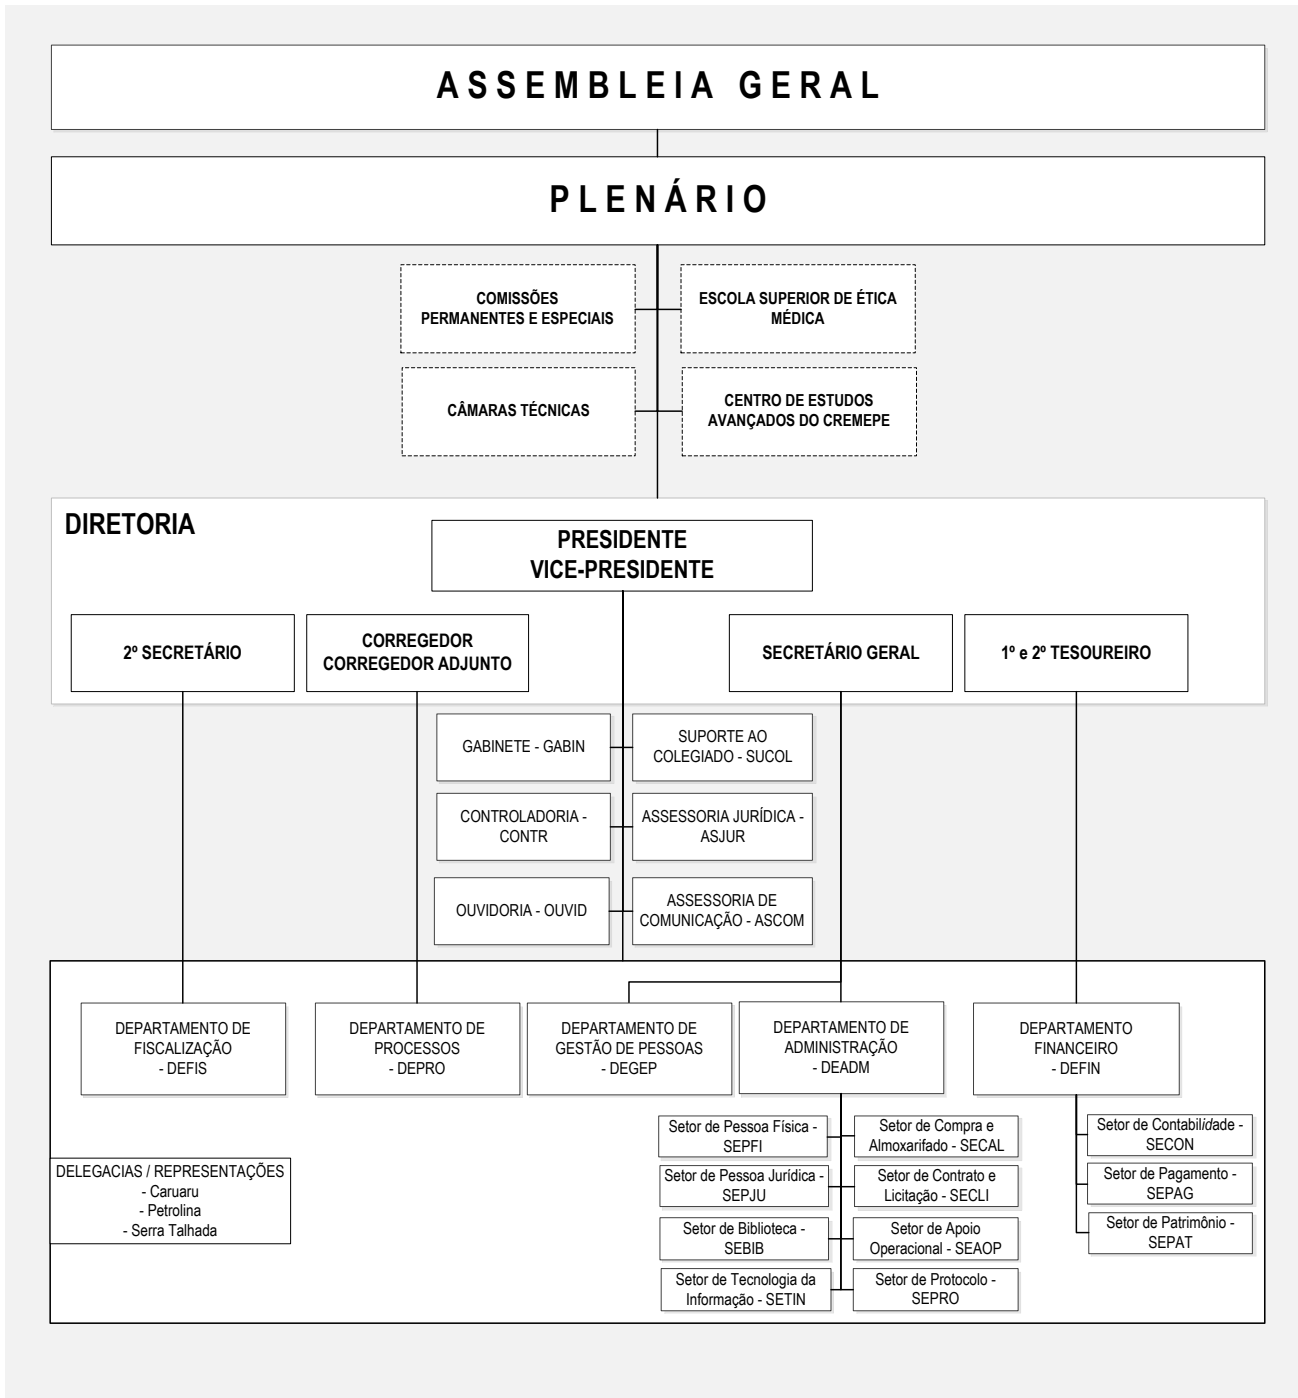 ASSEMBLEIA GERAL
PLENÁRIO
COMISSÕES
PERMANENTES E ESPECIAIS
ESCOLA SUPERIOR DE ÉTICA
MÉDICA
CÂMARAS TÉCNICAS
CENTRO DE ESTUDOS
AVANÇADOS DO CREMEPE
DIRETORIA
PRESIDENTE
VICE-PRESIDENTE
2º SECRETÁRIO
CORREGEDOR
CORREGEDOR ADJUNTO
SECRETÁRIO GERAL
1º e 2º TESOUREIRO
GABINETE - GABIN
SUPORTE AO
COLEGIADO - SUCOL
CONTROLADORIA -
CONTR
ASSESSORIA JURÍDICA -
ASJUR
OUVIDORIA - OUVID
ASSESSORIA DE
COMUNICAÇÃO - ASCOM
DEPARTAMENTO DE
FISCALIZAÇÃO
- DEFIS
DEPARTAMENTO DE
PROCESSOS
- DEPRO
DEPARTAMENTO DE
GESTÃO DE PESSOAS
- DEGEP
DEPARTAMENTO DE
ADMINISTRAÇÃO
- DEADM
DEPARTAMENTO
FINANCEIRO
- DEFIN
Setor de Pessoa Física -
SEPFI
Setor de Compra e
Almoxarifado - SECAL
Setor de Contabilidade -
SECON
DELEGACIAS / REPRESENTAÇÕES
- Caruaru
- Petrolina
- Serra Talhada
Setor de Pessoa Jurídica -
SEPJU
Setor de Contrato e
Licitação - SECLI
Setor de Pagamento -
SEPAG
Setor de Biblioteca -
SEBIB
Setor de Apoio
Operacional - SEAOP
Setor de Patrimônio -
SEPAT
Setor de Tecnologia da
Informação - SETIN
Setor de Protocolo -
SEPRO